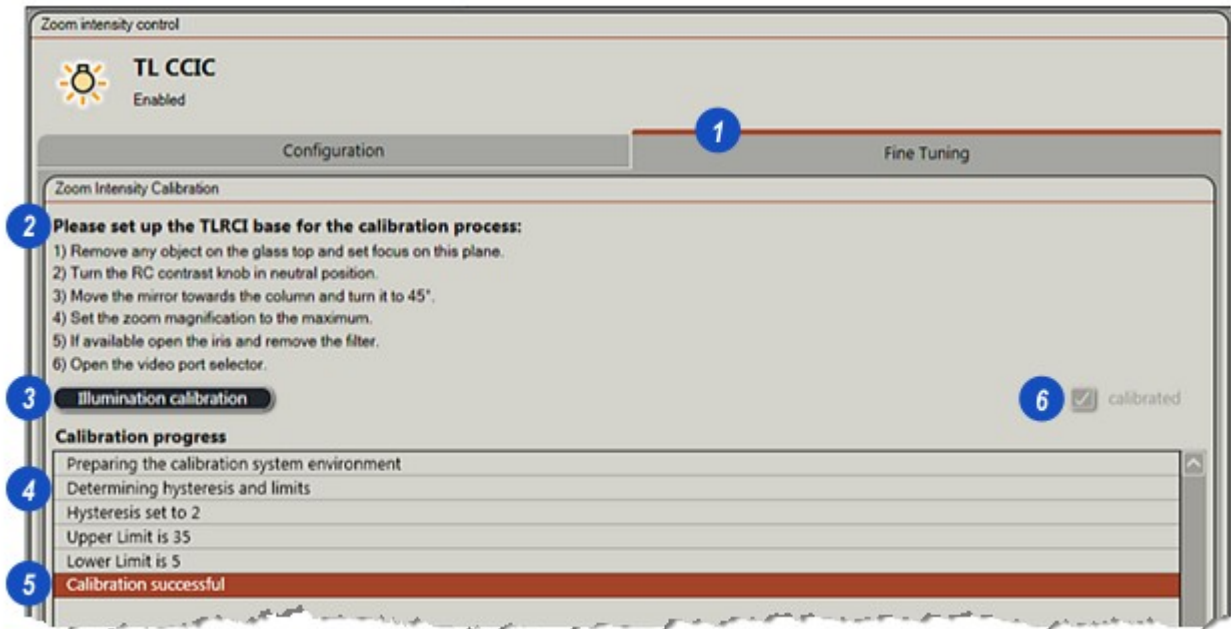 Zoom intensity control
TL CCIC
Enabled
1
Configuration
Fine Tuning
Zoom Intensity Calibration
2
Please set up the TLRCI base for the calibration process:
1) Remove any object on the glass top and set focus on this plane.
2) Turn the RC contrast knob in neutral position.
3) Move the mirror towards the column and turn it to 45°.
4) Set the zoom magnification to the maximum.
5) If available open the iris and remove the filter.
6) Open the video port selector.
3
Illumination calibration
6
calibrated
Calibration progress
Preparing the calibration system environment
4
Determining hysteresis and limits
Hysteresis set to 2
Upper Limit is 35
Lower Limit is 5
5
Calibration successful